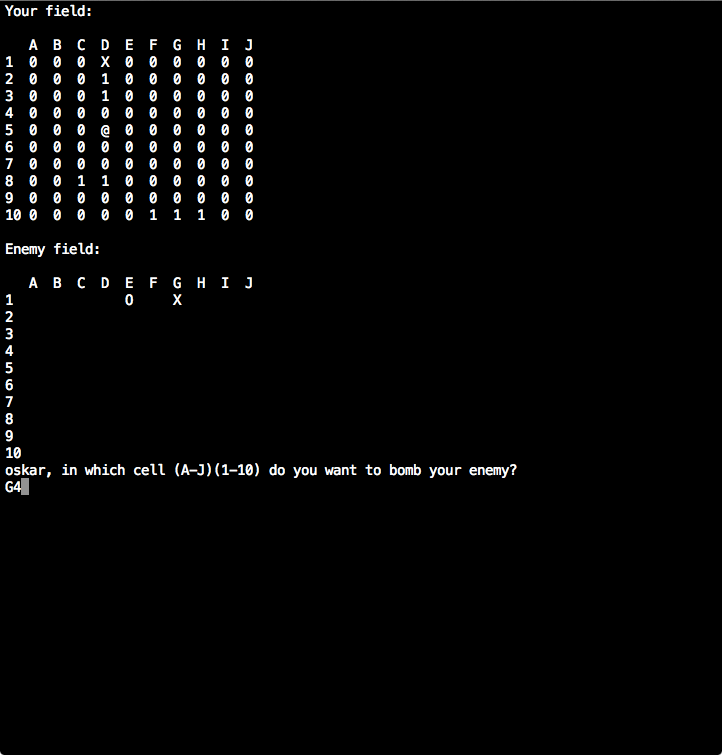 Your field:
   A  B  C  D  E  F  G  H  I  J
1  0  0  0  X  0  0  0  0  0  0
2  0  0  0  1  0  0  0  0  0  0
3  0  0  0  1  0  0  0  0  0  0
4  0  0  0  0  0  0  0  0  0  0
5  0  0  0  @  0  0  0  0  0  0
6  0  0  0  0  0  0  0  0  0  0
7  0  0  0  0  0  0  0  0  0  0
8  0  0  1  1  0  0  0  0  0  0
9  0  0  0  0  0  0  0  0  0  0
10 0  0  0  0  0  1  1  1  0  0
Enemy field:
   A  B  C  D  E  F  G  H  I  J
1              O     X
2
3
4
5
6
7
8
9
10
oskar, in which cell (A-J)(1-10) do you want to bomb your enemy?
G4